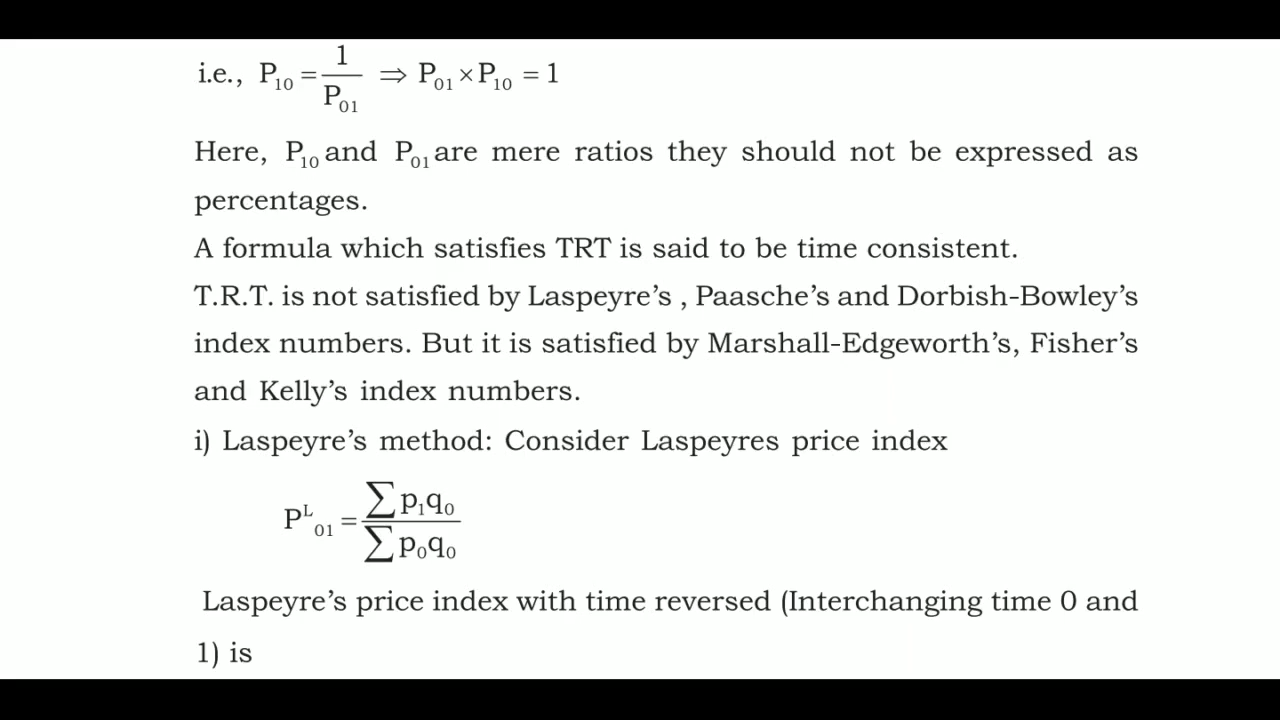 i.e., P₁₀ = 1/P₀₁ ⇒ P₀₁ × P₁₀ = 1
Here, P₁₀ and P₀₁ are mere ratios they should not be expressed as
percentages.
A formula which satisfies TRT is said to be time consistent.
T.R.T. is not satisfied by Laspeyre’s , Paasche’s and Dorbish-Bowley’s
index numbers. But it is satisfied by Marshall-Edgeworth’s, Fisher’s
and Kelly’s index numbers.
i) Laspeyre’s method: Consider Laspeyres price index
Pᴸ₀₁ = ∑p₁q₀ / ∑p₀q₀
Laspeyre’s price index with time reversed (Interchanging time 0 and
1) is